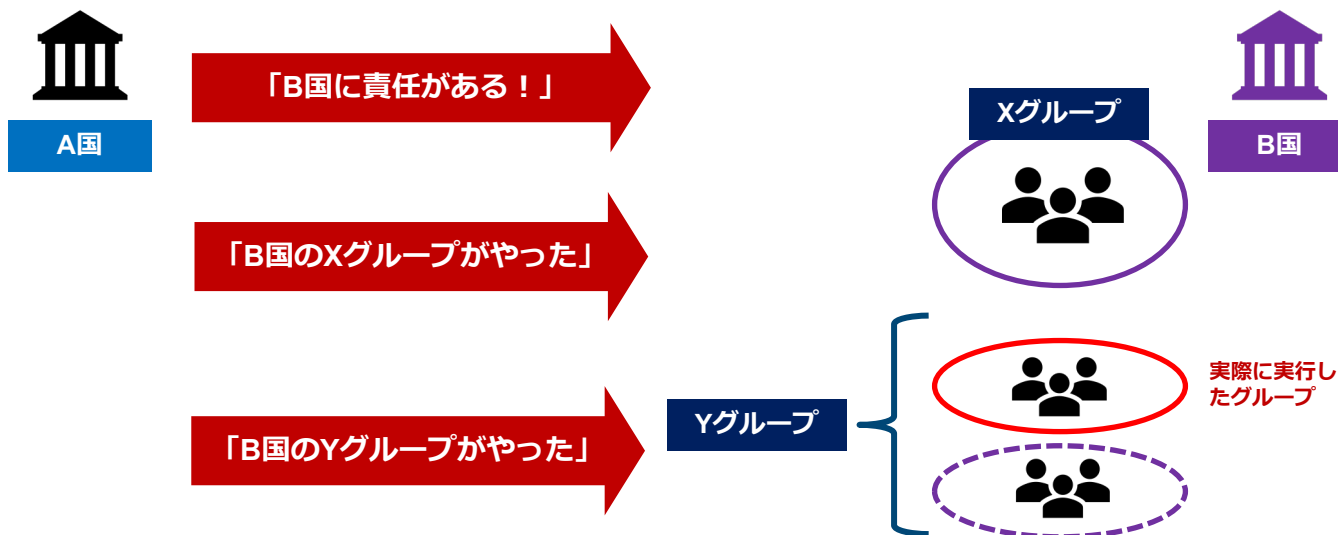 「B国に責任がある！」
A国
Xグループ
B国
「B国のXグループがやった」
実際に実行し
たグループ
Yグループ
「B国のYグループがやった」